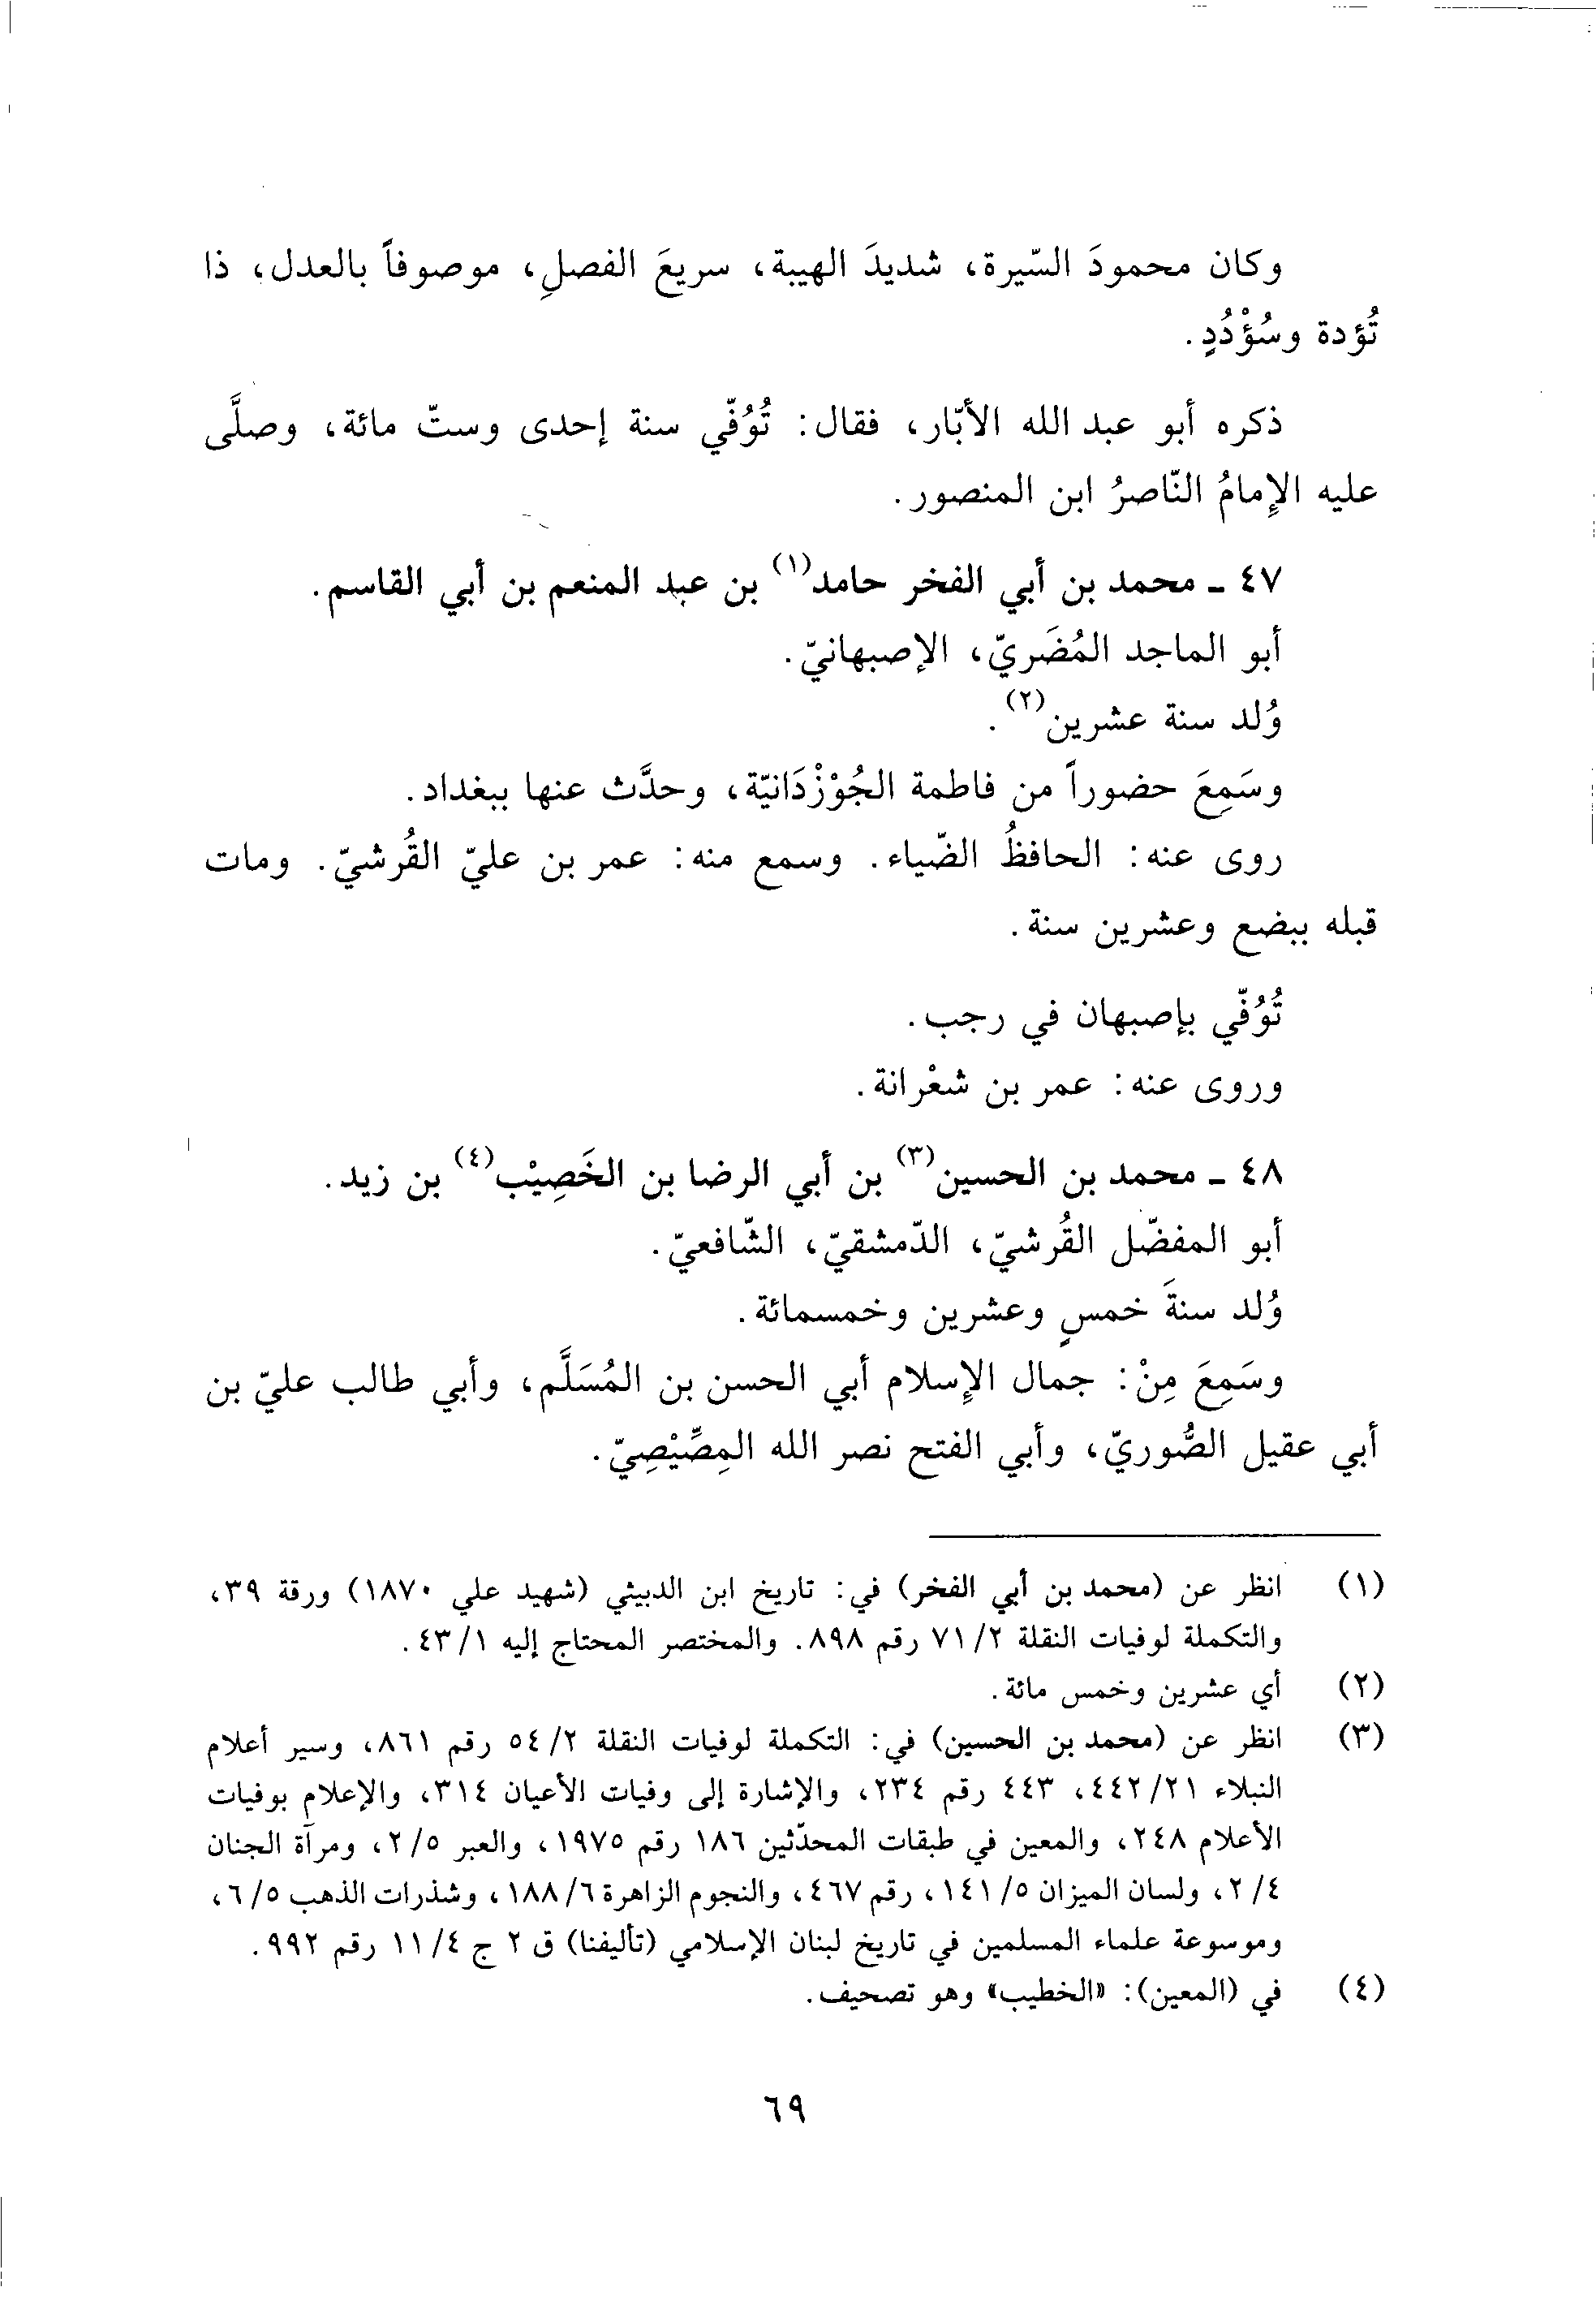 وكان محمودَ السّيرة، شديدَ الهيبة، سريعَ الفصلِ، موصوفاً بالعدل، ذا
تُؤدة وسُؤْدُدٍ.
ذكره أبو عبد الله الأبّار، فقال: تُوُفّي سنة إحدى وستّ مائة، وصلَّى
عليه الإمامُ النّاصرُ ابن المنصور.
٤٧ ـ محمد بن أبي الفخر حامد(١) بن عبد المنعم بن أبي القاسم.
أبو الماجد المُضَريّ، الإصبهانيّ.
وُلد سنة عشرين(٢).
وسَمِعَ حضوراً من فاطمة الجُوْزْدَانيّة، وحدَّث عنها ببغداد.
روى عنه: الحافظُ الضّياء. وسمع منه: عمر بن عليّ القُرشيّ. ومات
قبله ببضع وعشرين سنة.
تُوُفّي بإصبهان في رجب.
وروى عنه: عمر بن شعْرانة.
٤٨ ـ محمد بن الحسين(٣) بن أبي الرضا بن الخَصِيْب(٤) بن زيد.
أبو المفضّل القُرشيّ، الدّمشقيّ، الشّافعيّ.
وُلد سنةَ خمسٍ وعشرين وخمسمائة.
وسَمِعَ مِنْ: جمال الإسلام أبي الحسن بن المُسَلَّم، وأبي طالب عليّ بن
أبي عقيل الصُّوريّ، وأبي الفتح نصر الله المِصِّيْصِيّ.
(١) انظر عن (محمد بن أبي الفخر) في: تاريخ ابن الدبيثي (شهيد علي ١٨٧٠) ورقة ٣٩،
والتكملة لوفيات النقلة ٢/ ٧١ رقم ٨٩٨. والمختصر المحتاج إليه ١/ ٤٣.
(٢) أي عشرين وخمس مائة.
(٣) انظر عن (محمد بن الحسين) في: التكملة لوفيات النقلة ٢/ ٥٤ رقم ٨٦١، وسير أعلام
النبلاء ٢١/ ٤٤٢، ٤٤٣ رقم ٢٣٤، والإشارة إلى وفيات الأعيان ٣١٤، والإعلام بوفيات
الأعلام ٢٤٨، والمعين في طبقات المحدّثين ١٨٦ رقم ١٩٧٥، والعبر ٥/ ٢، ومرآة الجنان
٤/ ٢، ولسان الميزان ٥/ ١٤١، رقم ٤٦٧، والنجوم الزاهرة ٦/ ١٨٨، وشذرات الذهب ٥/ ٦،
وموسوعة علماء المسلمين في تاريخ لبنان الإسلامي (تأليفنا) ق ٢ ج ٤/ ١١ رقم ٩٩٢.
(٤) في (المعين): «الخطيب» وهو تصحيف.
٦٩